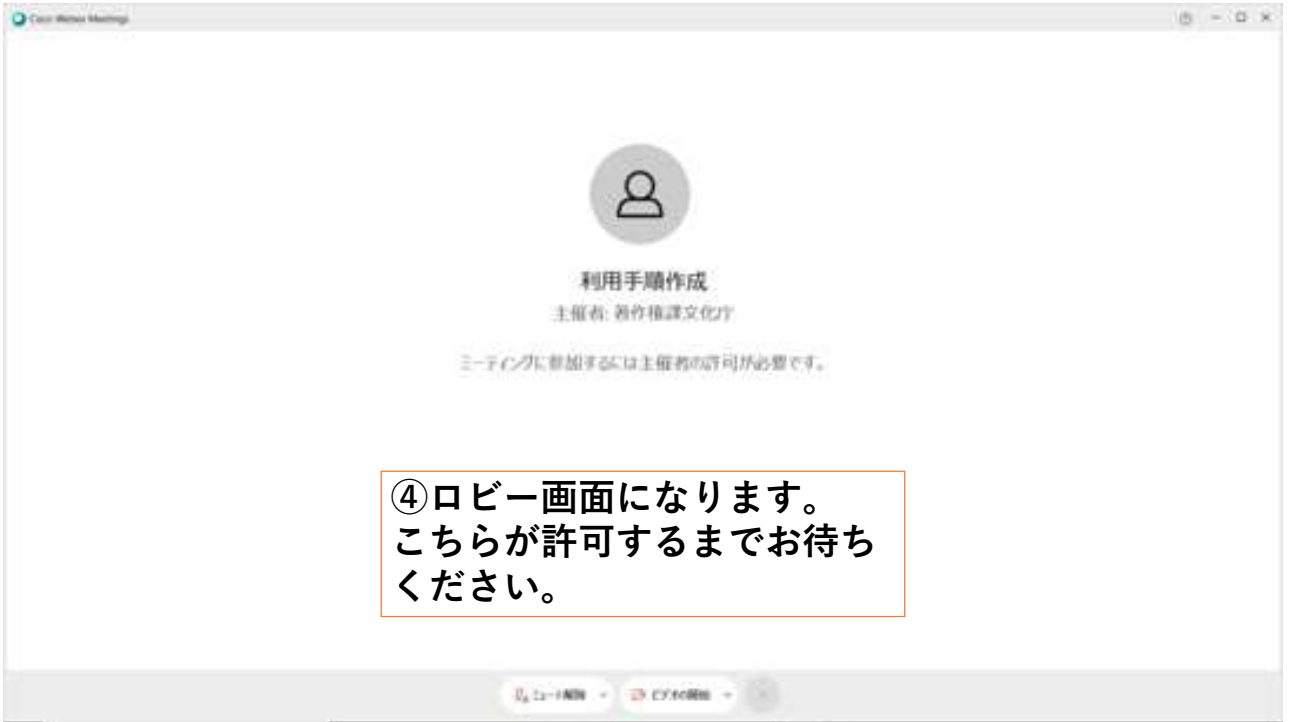 Cisco Webex Meetings
利用手順作成
主催者: 著作権課文化庁
ミーティングに参加するには主催者の許可が必要です。
④ロビー画面になります。
こちらが許可するまでお待ち
ください。
ミュート解除
ビデオの開始